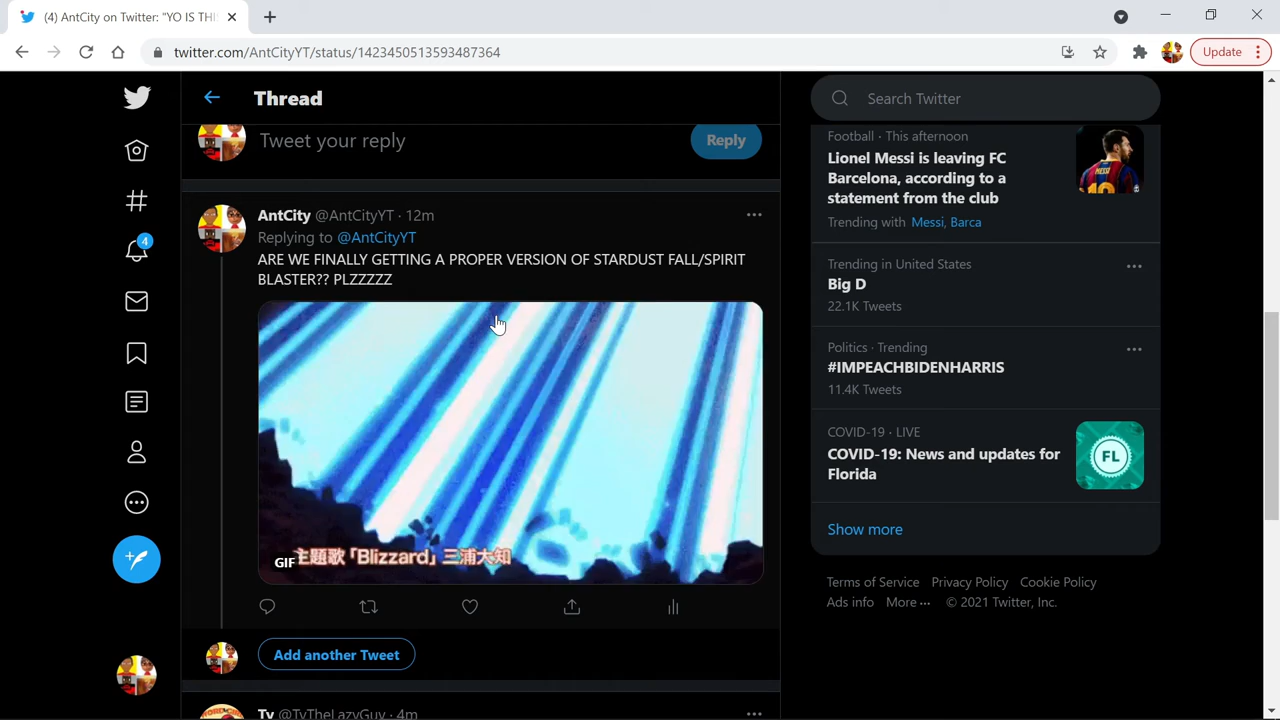 (4) AntCity on Twitter: "YO IS THI
twitter.com/AntCityYT/status/1423450513593487364
Update
Thread
Search Twitter
Tweet your reply
Reply
4
AntCity @AntCityYT · 12m
Replying to @AntCityYT
ARE WE FINALLY GETTING A PROPER VERSION OF STARDUST FALL/SPIRIT
BLASTER?? PLZZZZZ
GIF
主題歌「Blizzard」三浦大知
Add another Tweet
Ty @TyTheLazyGuy · 4m
Football · This afternoon
Lionel Messi is leaving FC
Barcelona, according to a
statement from the club
Trending with Messi, Barca
MESSI
10
Trending in United States
Big D
22.1K Tweets
Politics · Trending
#IMPEACHBIDENHARRIS
11.4K Tweets
COVID-19 · LIVE
COVID-19: News and updates for
Florida
FL
Show more
Terms of Service Privacy Policy Cookie Policy
Ads info More ··· © 2021 Twitter, Inc.